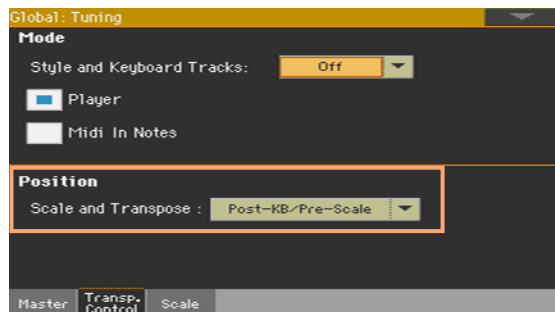 Global: Tuning
Mode
Style and Keyboard Tracks: Off
Player
Midi In Notes
Position
Scale and Transpose : Post-KB/Pre-Scale
Master Transp. Control Scale